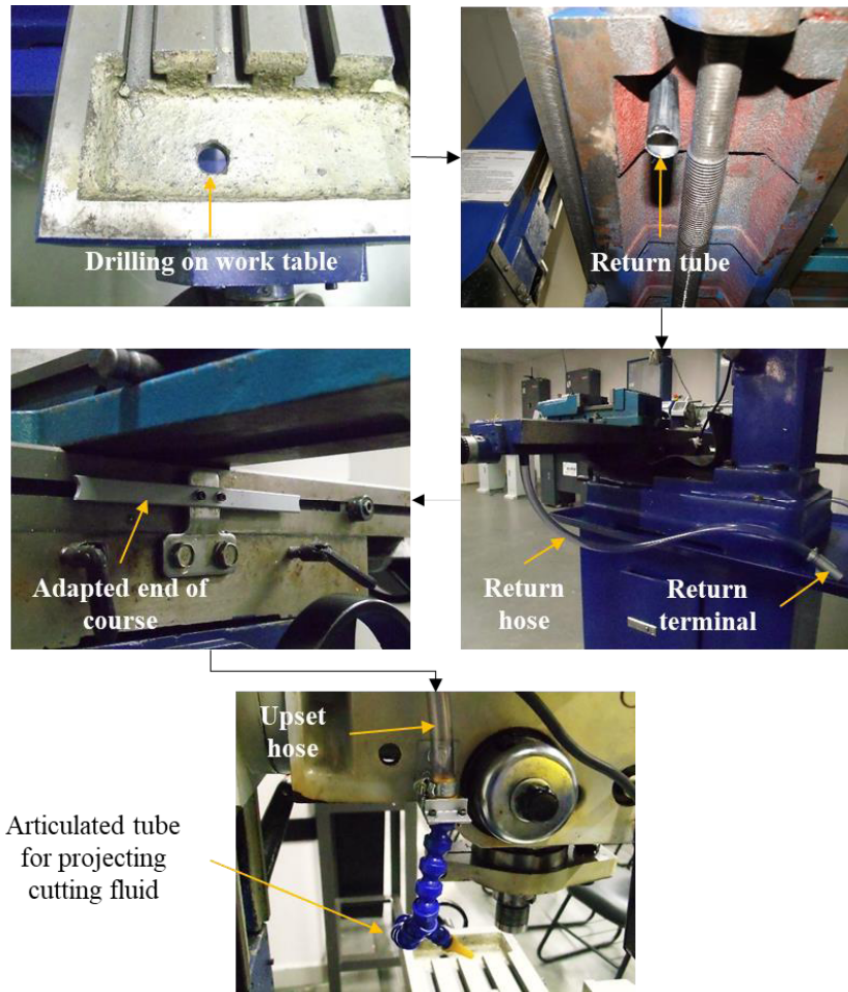 Drilling on work table
Return tube
Adapted end of
course
Return
hose
Return
terminal
Upset
hose
Articulated tube
for projecting
cutting fluid